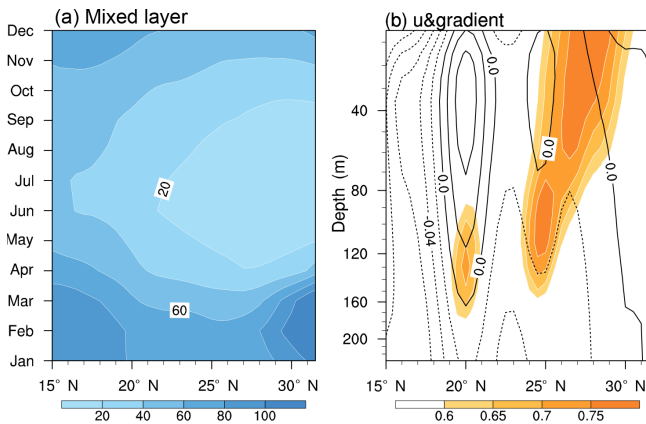 (a) Mixed layer
Dec
Nov
Oct
Sep
Aug
Jul
Jun
May
Apr
Mar
Feb
Jan
20
60
15° N 20° N 25° N 30° N
20 40 60 80 100
(b) u&gradient
Depth (m)
40
80
120
160
200
0.0
0.0
0.0
0.0
0.04
0.0
15° N 20° N 25° N 30° N
0.6 0.65 0.7 0.75